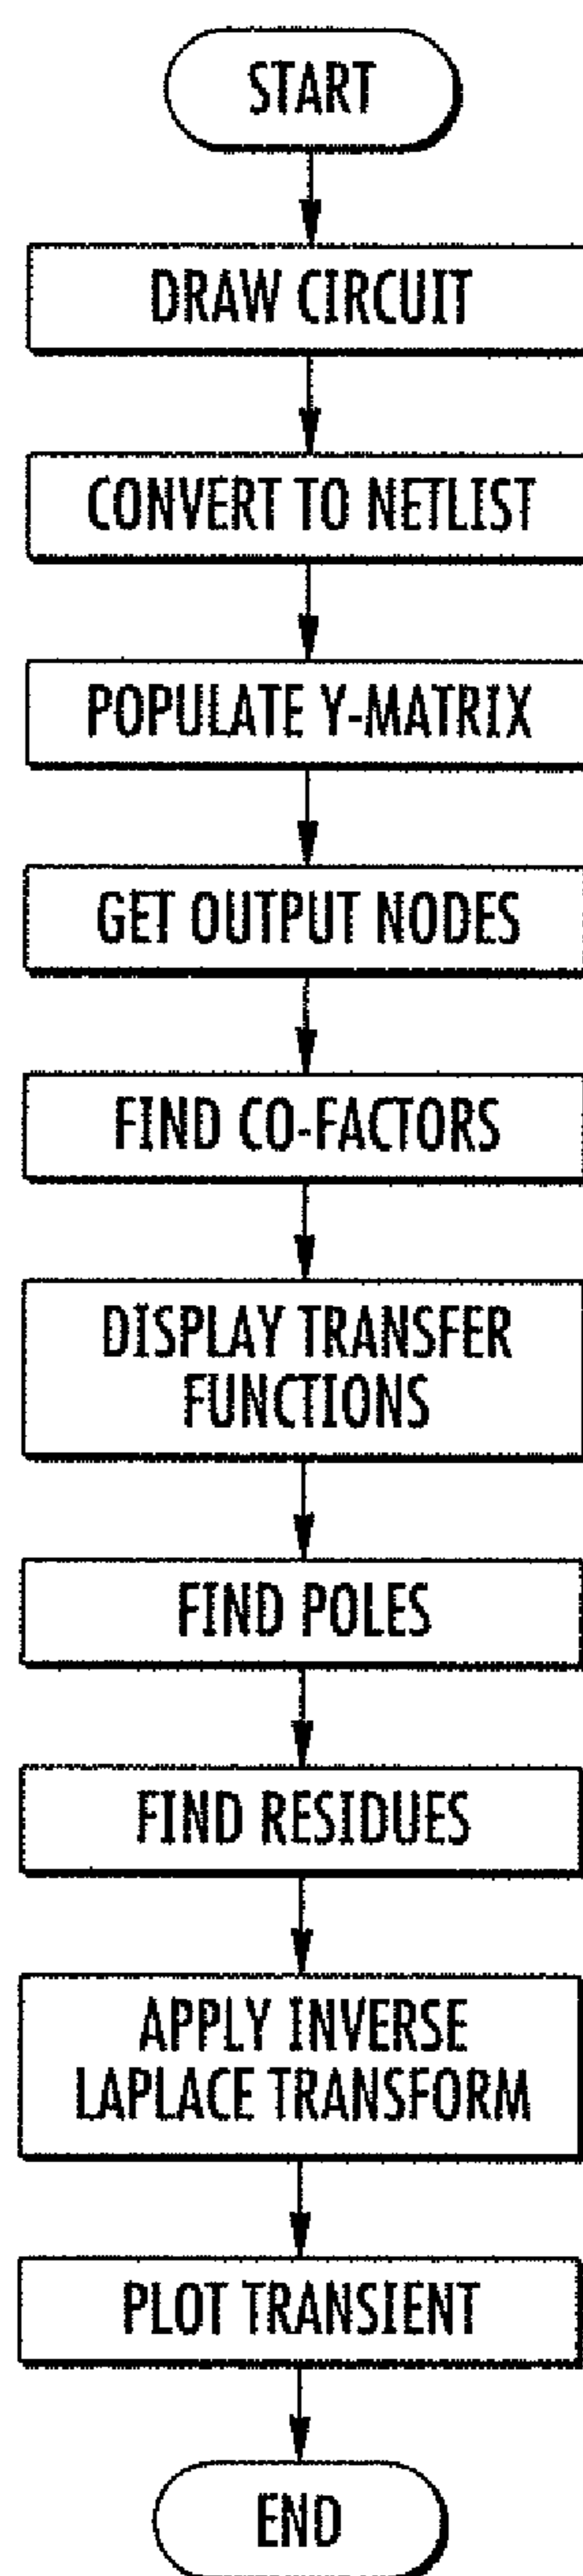 START
DRAW CIRCUIT
CONVERT TO NETLIST
POPULATE Y-MATRIX
GET OUTPUT NODES
FIND CO-FACTORS
DISPLAY TRANSFER
FUNCTIONS
FIND POLES
FIND RESIDUES
APPLY INVERSE
LAPLACE TRANSFORM
PLOT TRANSIENT
END